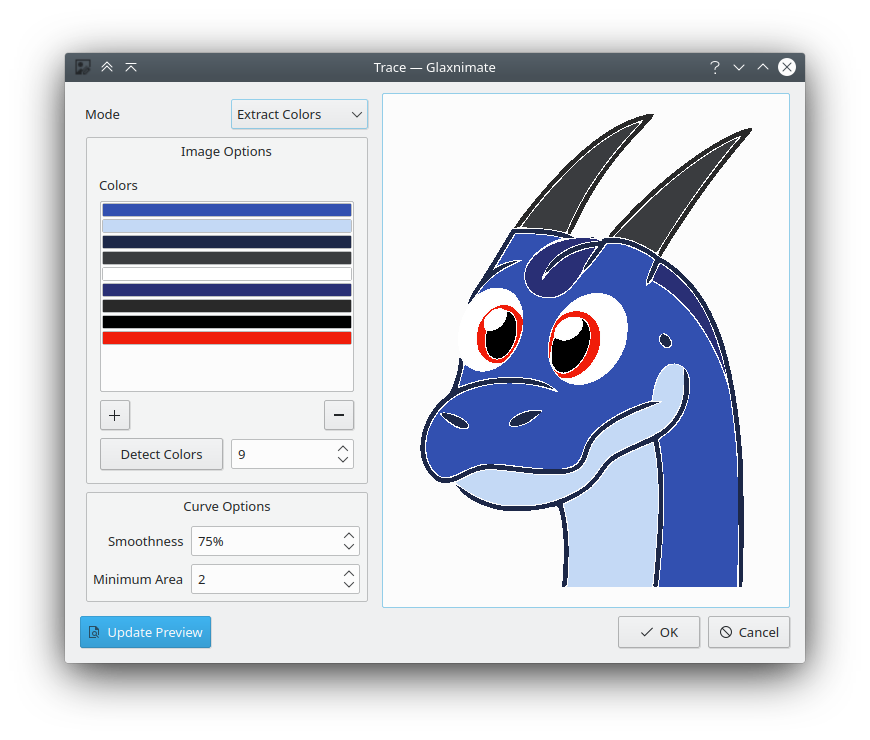 Trace — Glaxnimate
Mode
Extract Colors
Image Options
Colors
Detect Colors
9
Curve Options
Smoothness
75%
Minimum Area
2
Update Preview
OK
Cancel